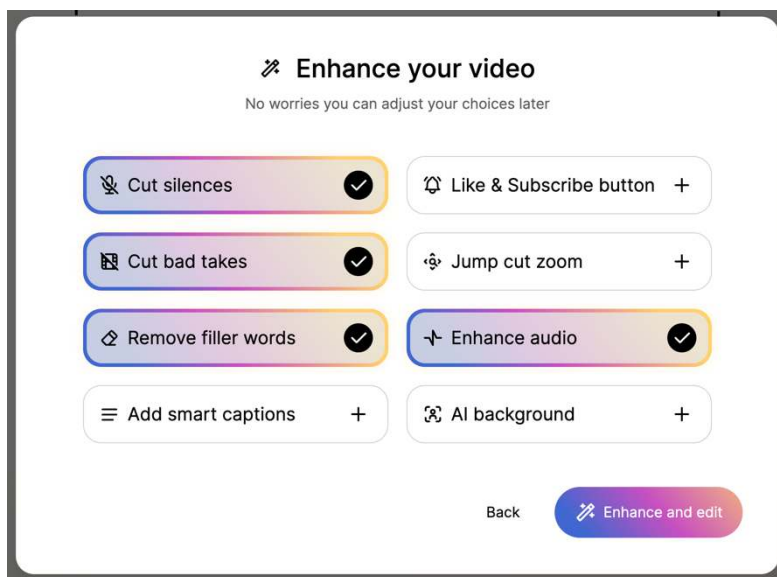 Enhance your video
No worries you can adjust your choices later
Cut silences
Like & Subscribe button
Cut bad takes
Jump cut zoom
Remove filler words
Enhance audio
Add smart captions
AI background
Back
Enhance and edit